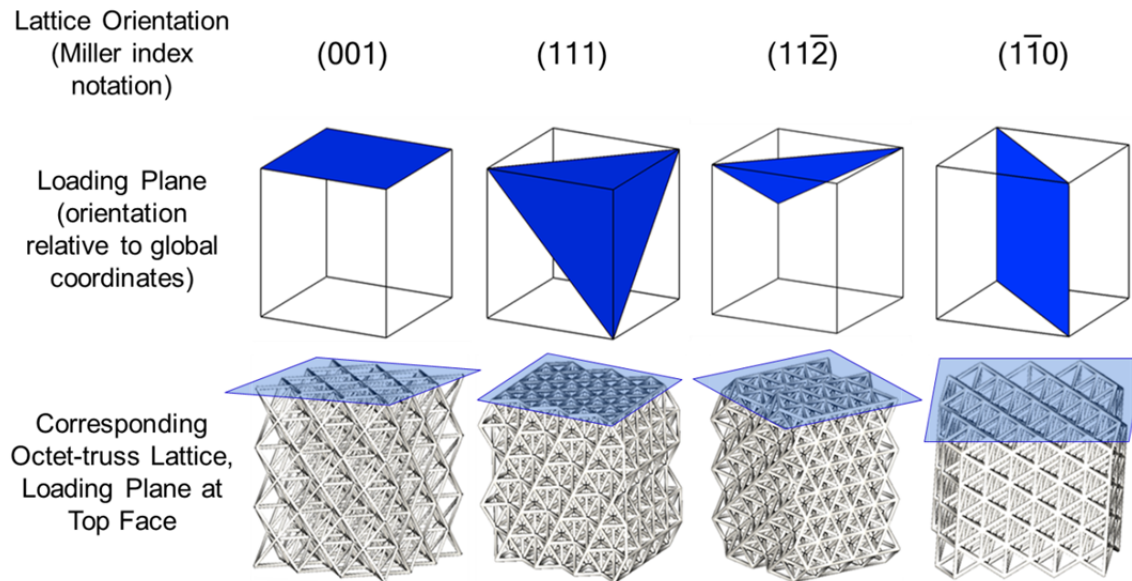 Lattice Orientation
(Miller index
notation)
(001)
(111)
(112̅)
(11̅0)
Loading Plane
(orientation
relative to global
coordinates)
Corresponding
Octet-truss Lattice,
Loading Plane at
Top Face